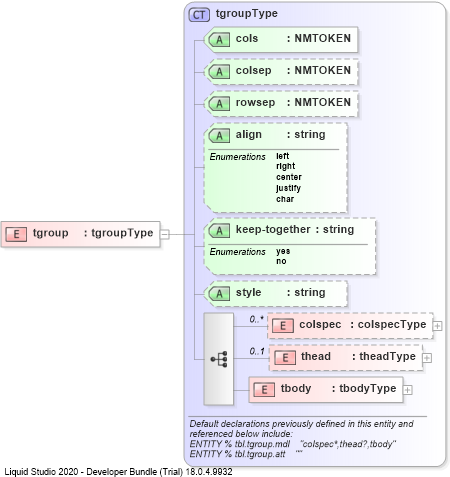 CT tgroupType
A cols : NMTOKEN
A colsep : NMTOKEN
A rowsep : NMTOKEN
A align : string
Enumerations left
right
center
justify
char
E tgroup : tgroupType
A keep-together : string
Enumerations yes
no
A style : string
0..* E colspec : colspecType
0..1 E thead : theadType
E tbody : tbodyType
Default declarations previously defined in this entity and
referenced below include:
ENTITY % tbl.tgroup.mdl "colspec*,thead?,tbody"
ENTITY % tbl.tgroup.att ""
Liquid Studio 2020 - Developer Bundle (Trial) 18.0.4.9932